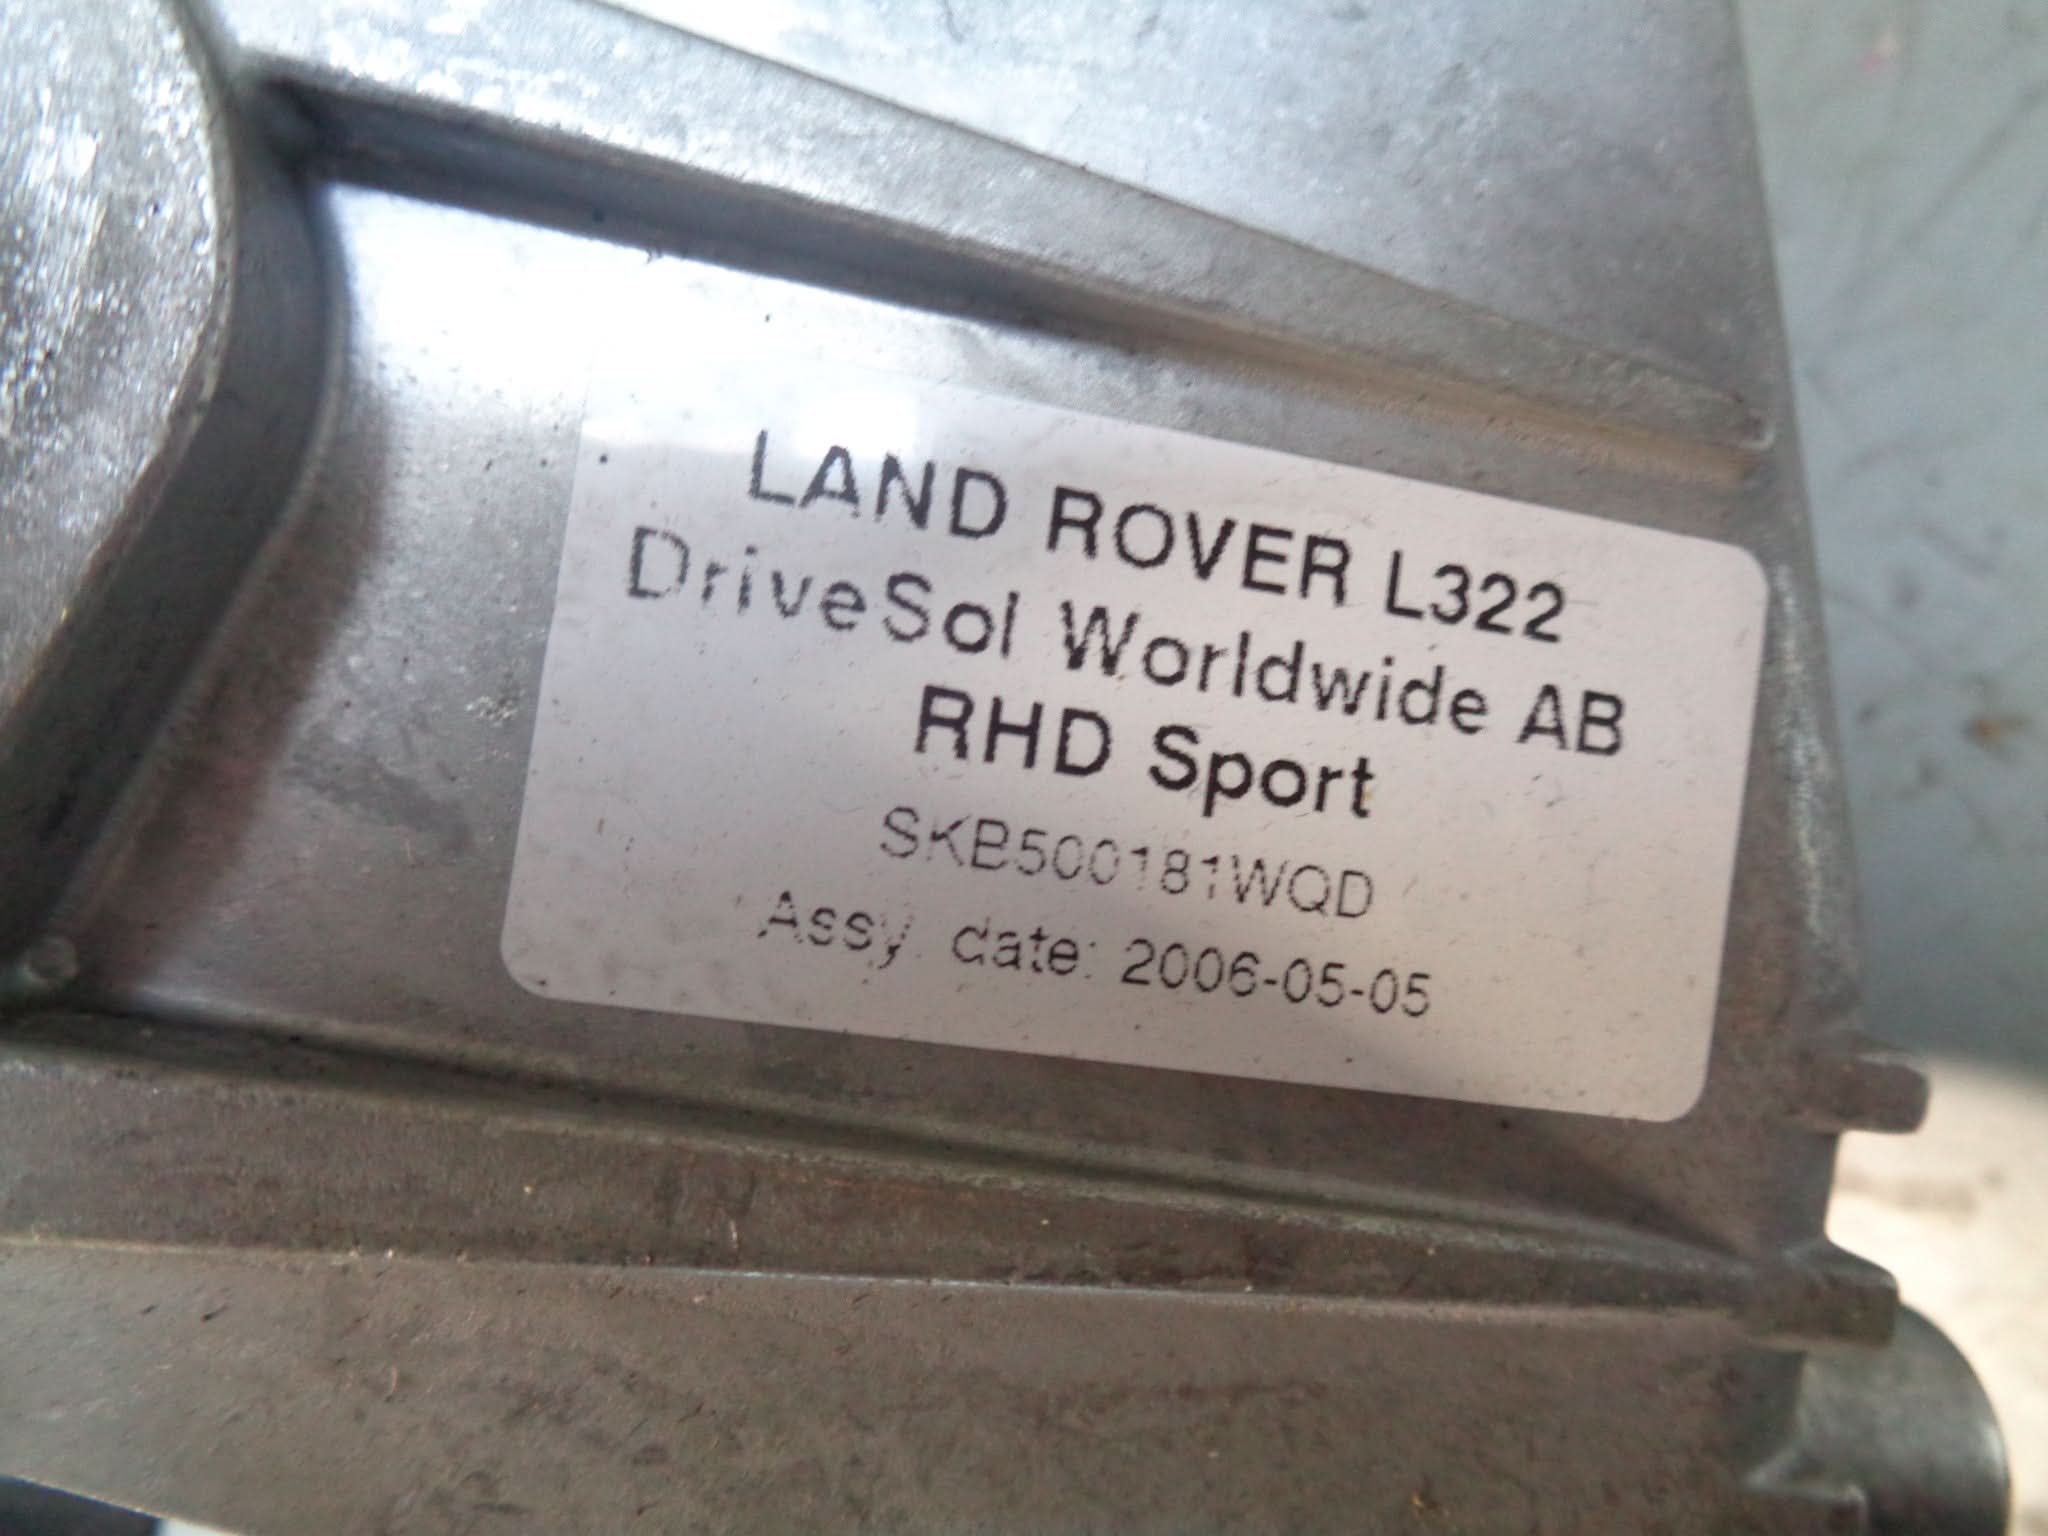 LAND ROVER L322
DriveSol Worldwide AB
RHD Sport
SKB500181WQD
Assy. date: 2006-05-05